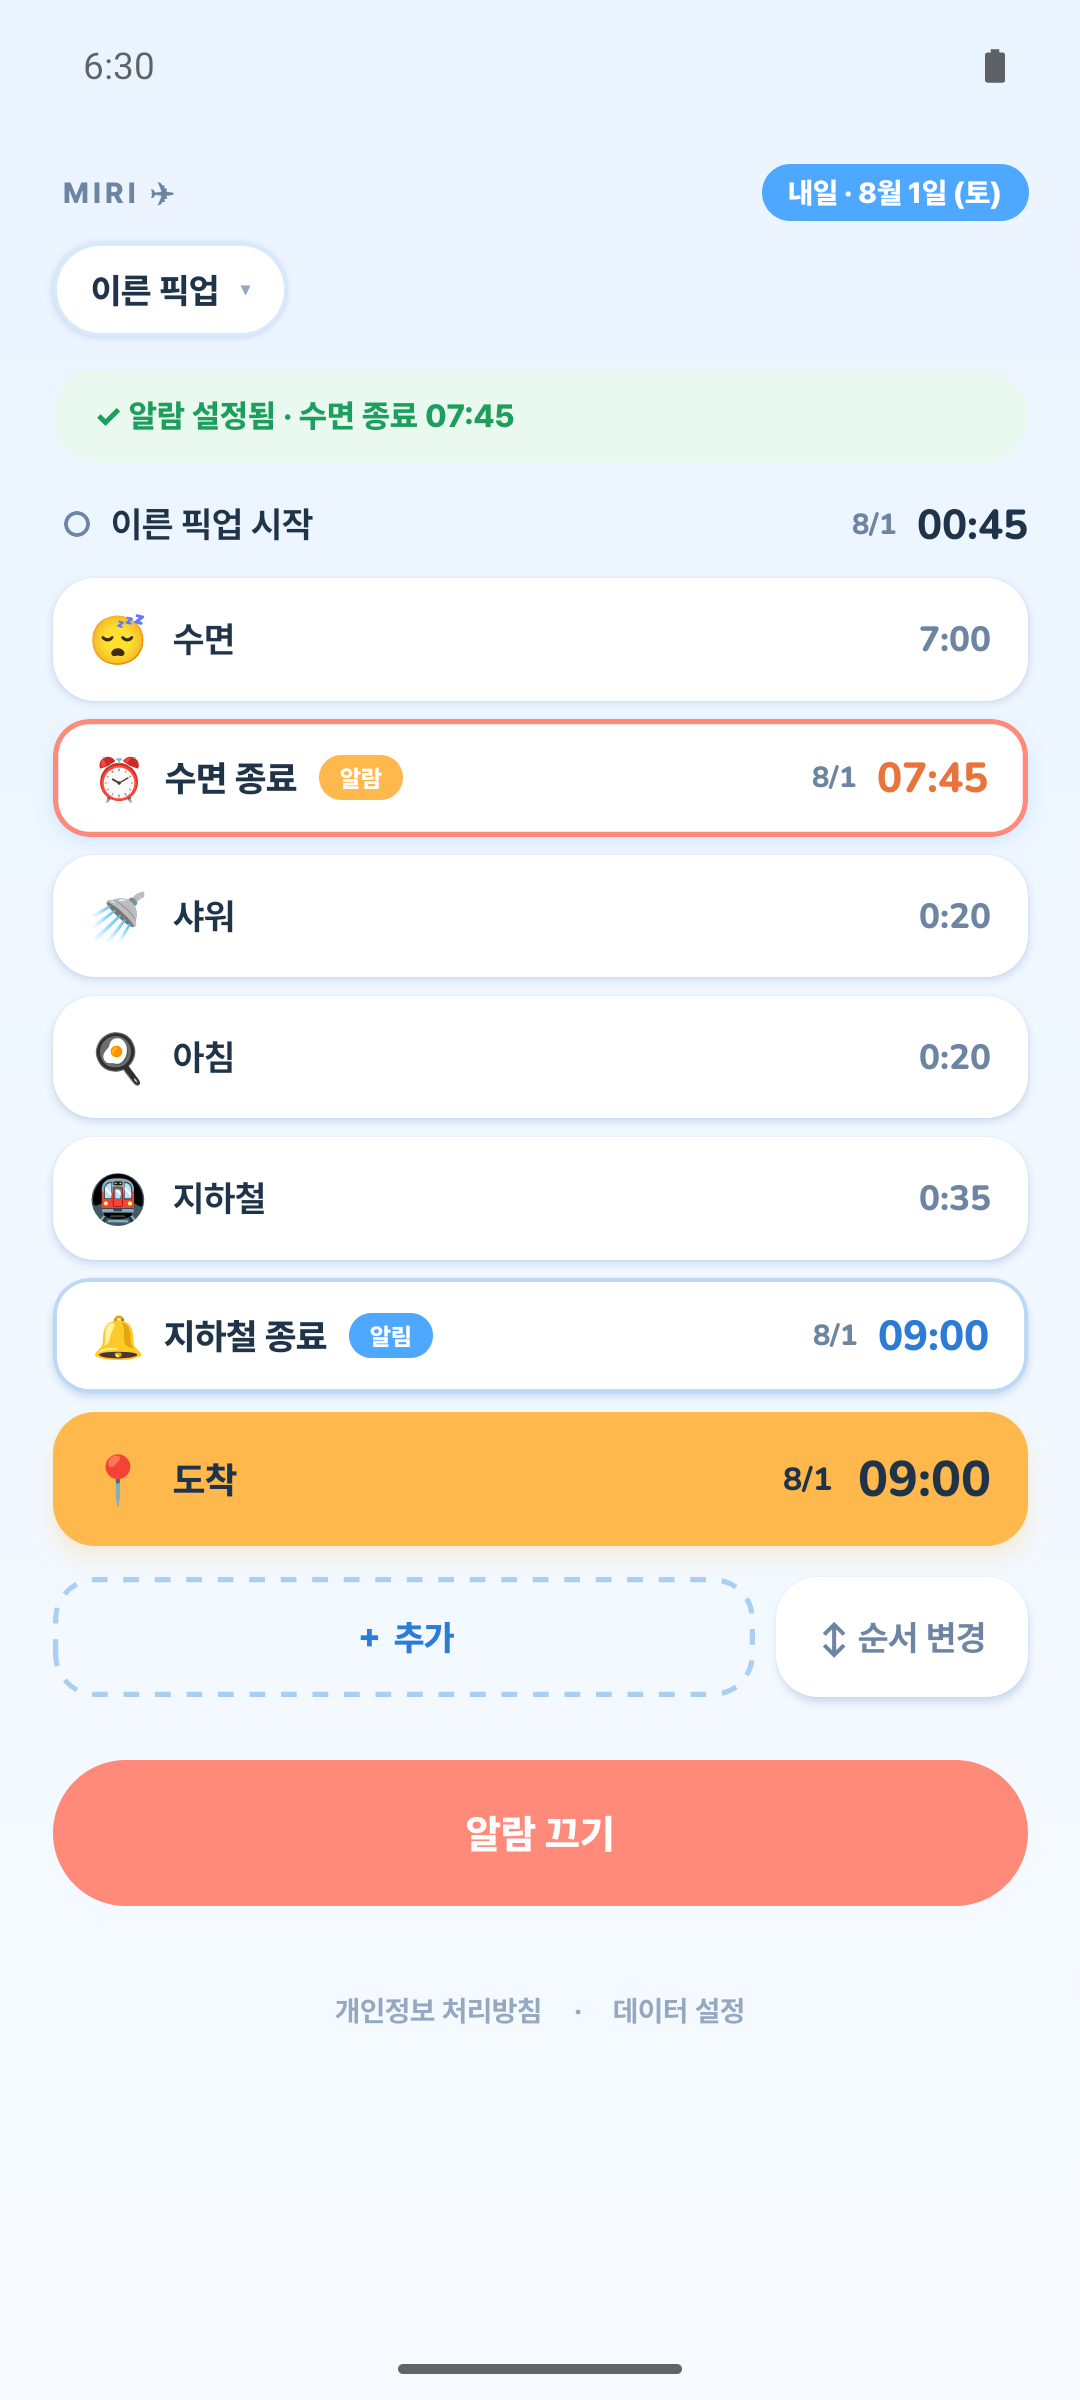 6:30
MIRI ✈
내일 · 8월 1일 (토)
이른 픽업 ▾
✓ 알람 설정됨 · 수면 종료 07:45
이른 픽업 시작 8/1 00:45
수면 7:00
수면 종료 알람 8/1 07:45
샤워 0:20
아침 0:20
지하철 0:35
지하철 종료 알림 8/1 09:00
도착 8/1 09:00
+ 추가
↕ 순서 변경
알람 끄기
개인정보 처리방침 · 데이터 설정